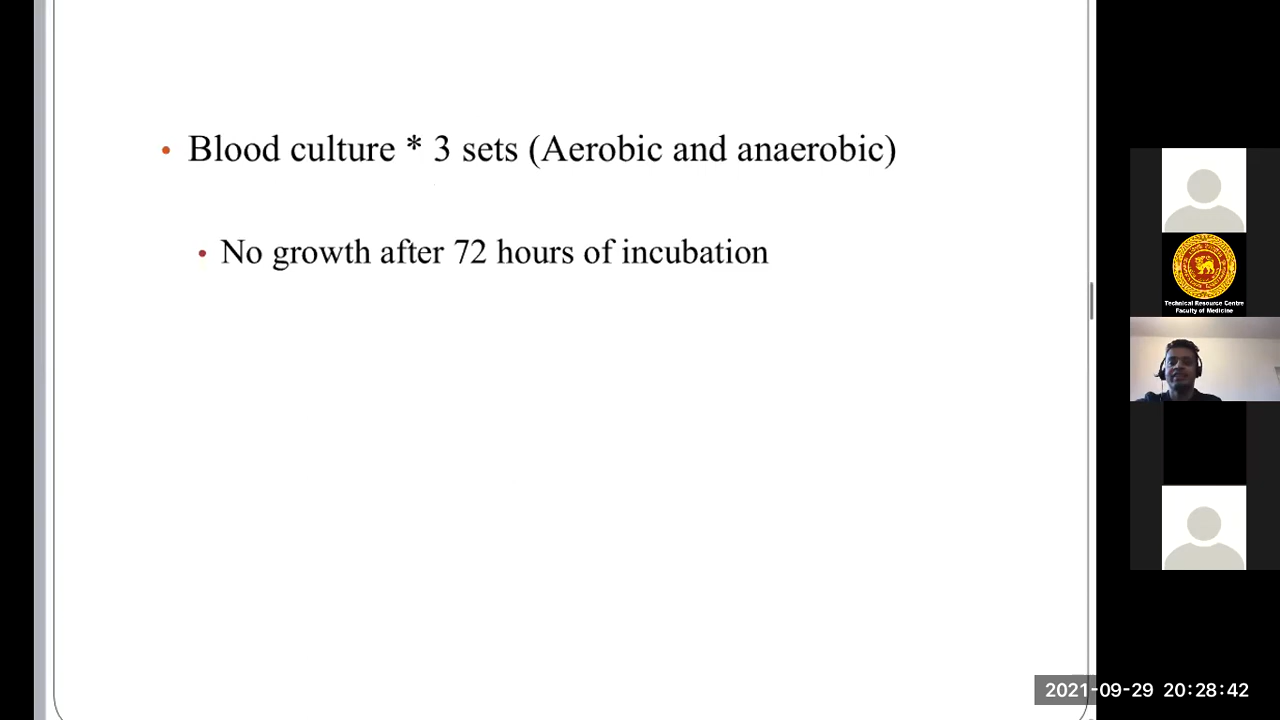 • Blood culture * 3 sets (Aerobic and anaerobic)
• No growth after 72 hours of incubation
Technical Resource Centre
Faculty of Medicine
2021-09-29 20:28:42